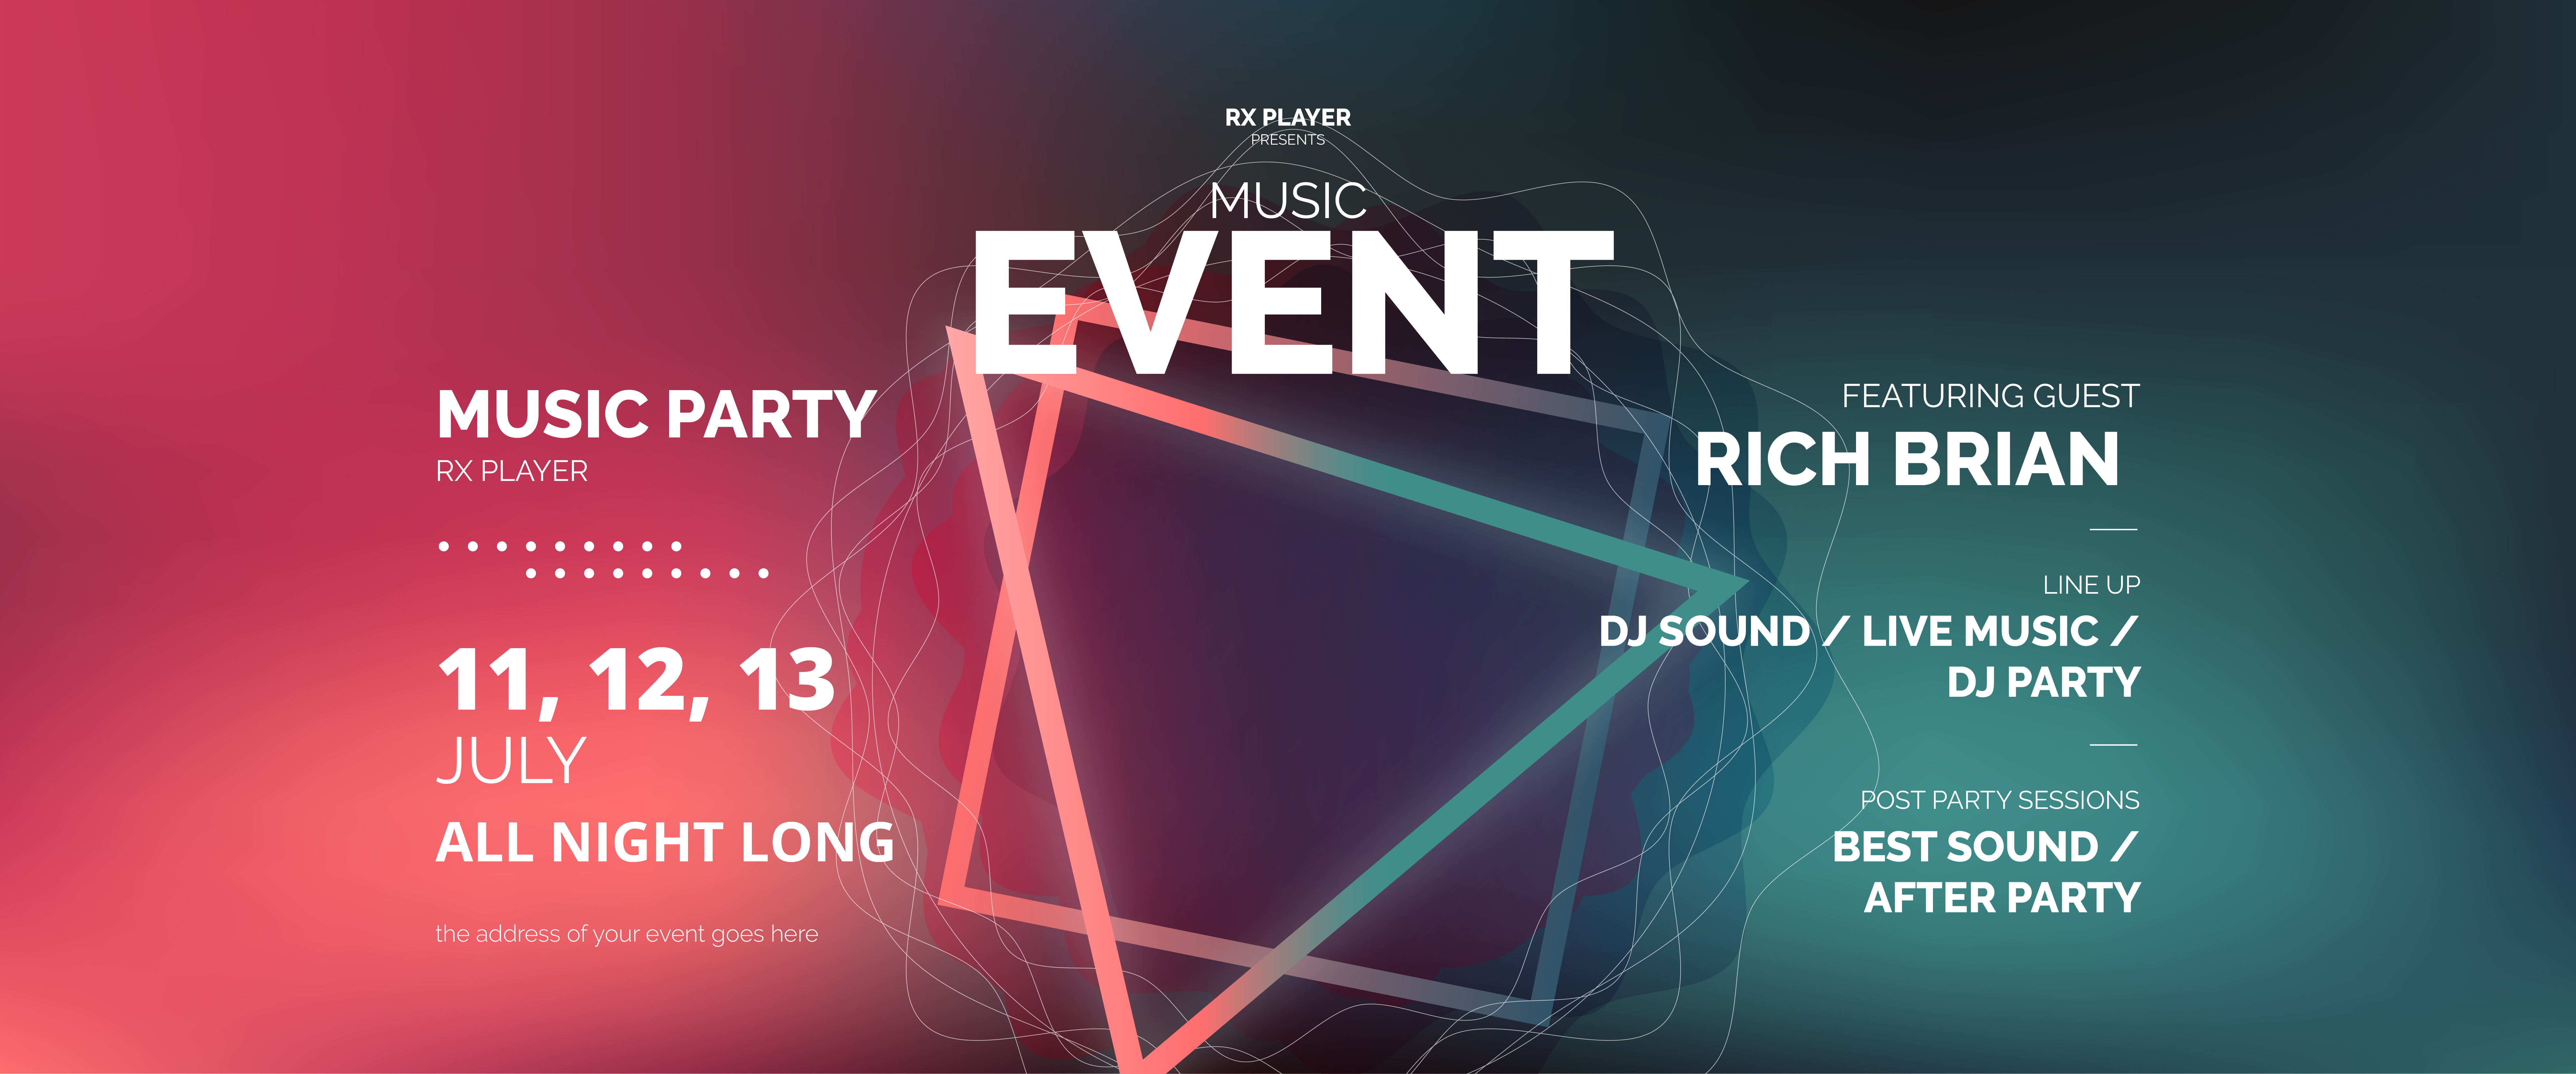 RX PLAYER
PRESENTS
MUSIC
EVENT
MUSIC PARTY
RX PLAYER
11, 12, 13
JULY
ALL NIGHT LONG
the address of your event goes here
FEATURING GUEST
RICH BRIAN
LINE UP
DJ SOUND / LIVE MUSIC /
DJ PARTY
POST PARTY SESSIONS
BEST SOUND /
AFTER PARTY